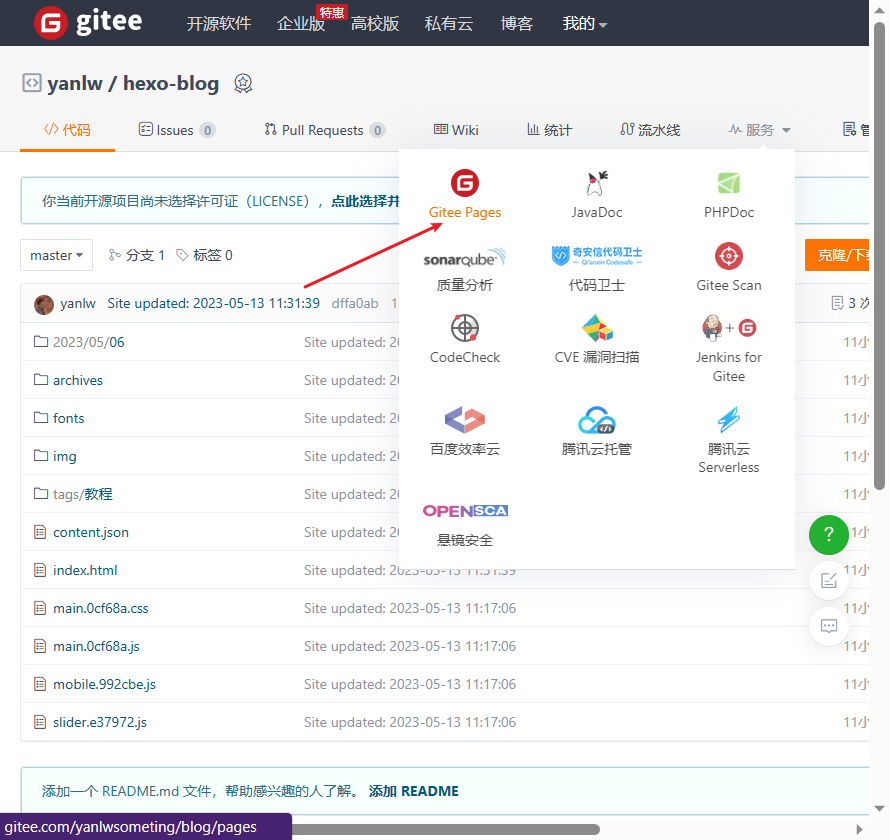 gitee
开源软件 企业版 特惠 高校版 私有云 博客 我的
yanlw / hexo-blog
代码 Issues 0 Pull Requests 0 Wiki 统计 流水线 服务
你当前开源项目尚未选择许可证（LICENSE），点此选择并
Gitee Pages JavaDoc PHPDoc
master 分支 1 标签 0
克隆/下载
sonarqube 奇安信代码卫士
Qi'anxin Codesafe
质量分析 代码卫士 Gitee Scan
yanlw Site updated: 2023-05-13 11:31:39 dffa0ab 1
3 次
2023/05/06 Site updated: 20 11小
CodeCheck CVE 漏洞扫描 Jenkins for
Gitee
archives Site updated: 20 11小
fonts Site updated: 20 11小
img Site updated: 20 11小
百度效率云 腾讯云托管 腾讯云
Serverless
tags/教程 Site updated: 20 11小
OPENSCA
悬镜安全
content.json Site updated: 20 11小
index.html Site updated: 2023-05-13 11:31:39 11小
main.0cf68a.css Site updated: 2023-05-13 11:17:06 11小
main.0cf68a.js Site updated: 2023-05-13 11:17:06 11小
mobile.992cbe.js Site updated: 2023-05-13 11:17:06 11小
slider.e37972.js Site updated: 2023-05-13 11:17:06 11小
添加一个 README.md 文件，帮助感兴趣的人了解。 添加 README
gitee.com/yanlwsometing/blog/pages